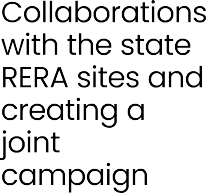 Collaborations
with the state
RERA sites and
creating a
joint
campaign